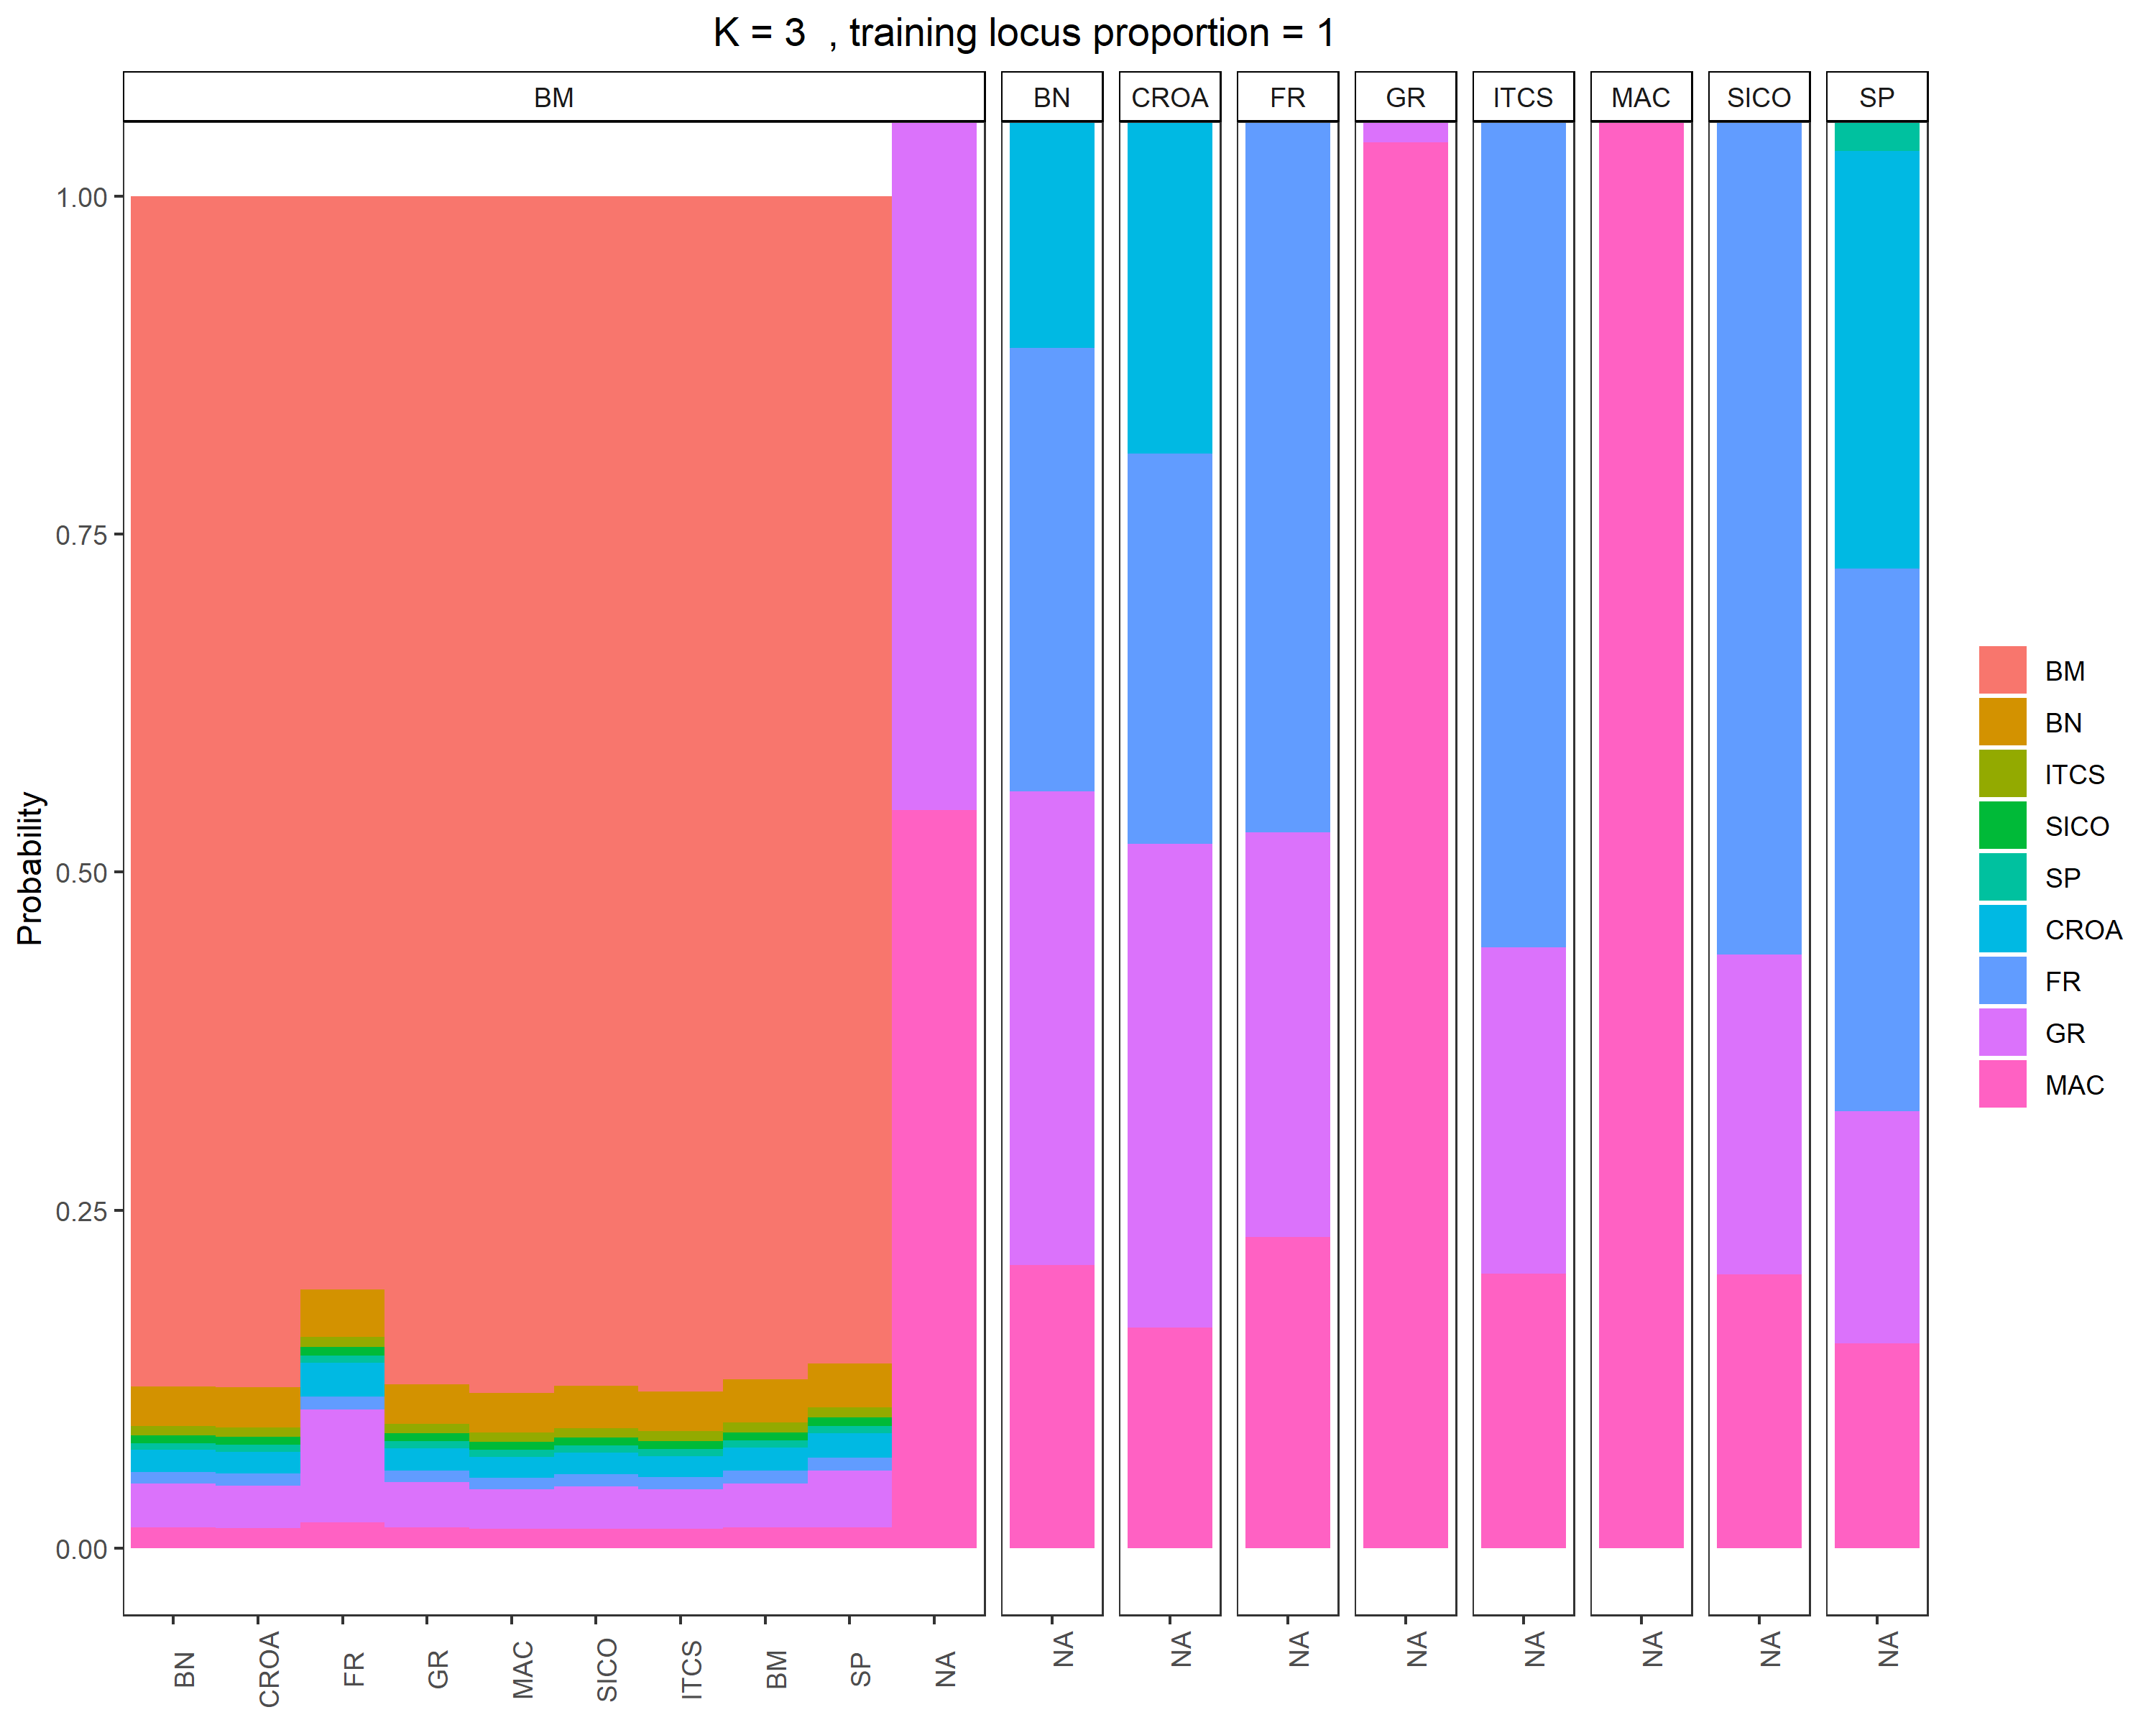 K = 3 , training locus proportion = 1
BM BN CROA FR GR ITCS MAC SICO SP
1.00
0.75
0.50
0.25
0.00
Probability
BN CROA FR GR MAC SICO ITCS BM SP NA NA NA NA NA NA NA NA NA
BM
BN
ITCS
SICO
SP
CROA
FR
GR
MAC